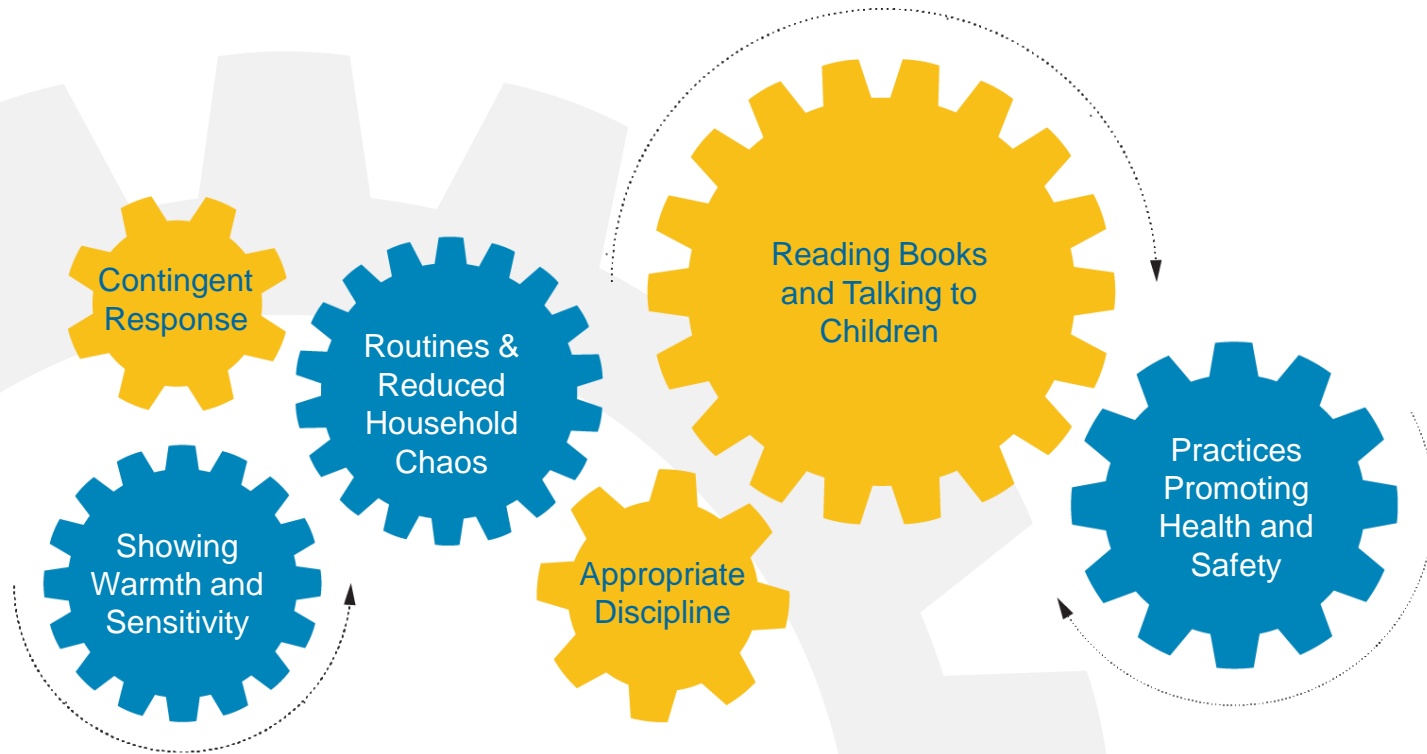 Contingent
Response
Routines &
Reduced
Household
Chaos
Reading Books
and Talking to
Children
Showing
Warmth and
Sensitivity
Appropriate
Discipline
Practices
Promoting
Health and
Safety